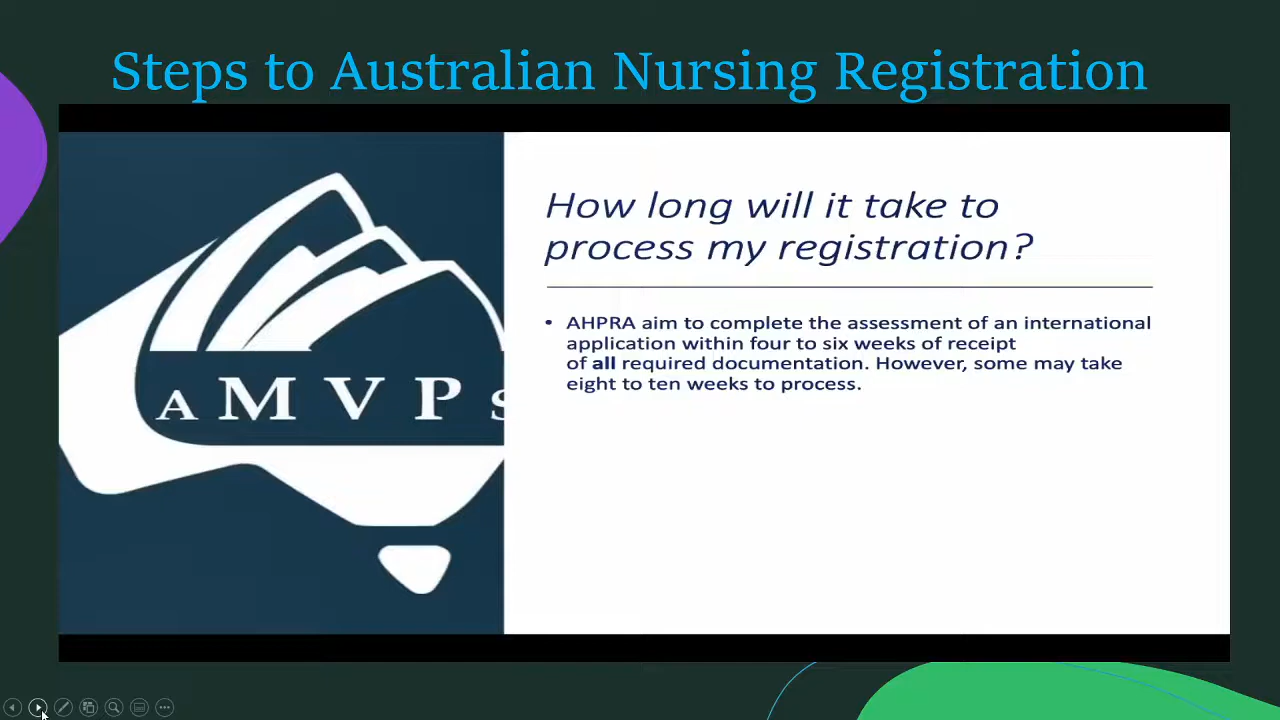 Steps to Australian Nursing Registration
AMVPS
How long will it take to
process my registration?
• AHPRA aim to complete the assessment of an international
application within four to six weeks of receipt
of all required documentation. However, some may take
eight to ten weeks to process.